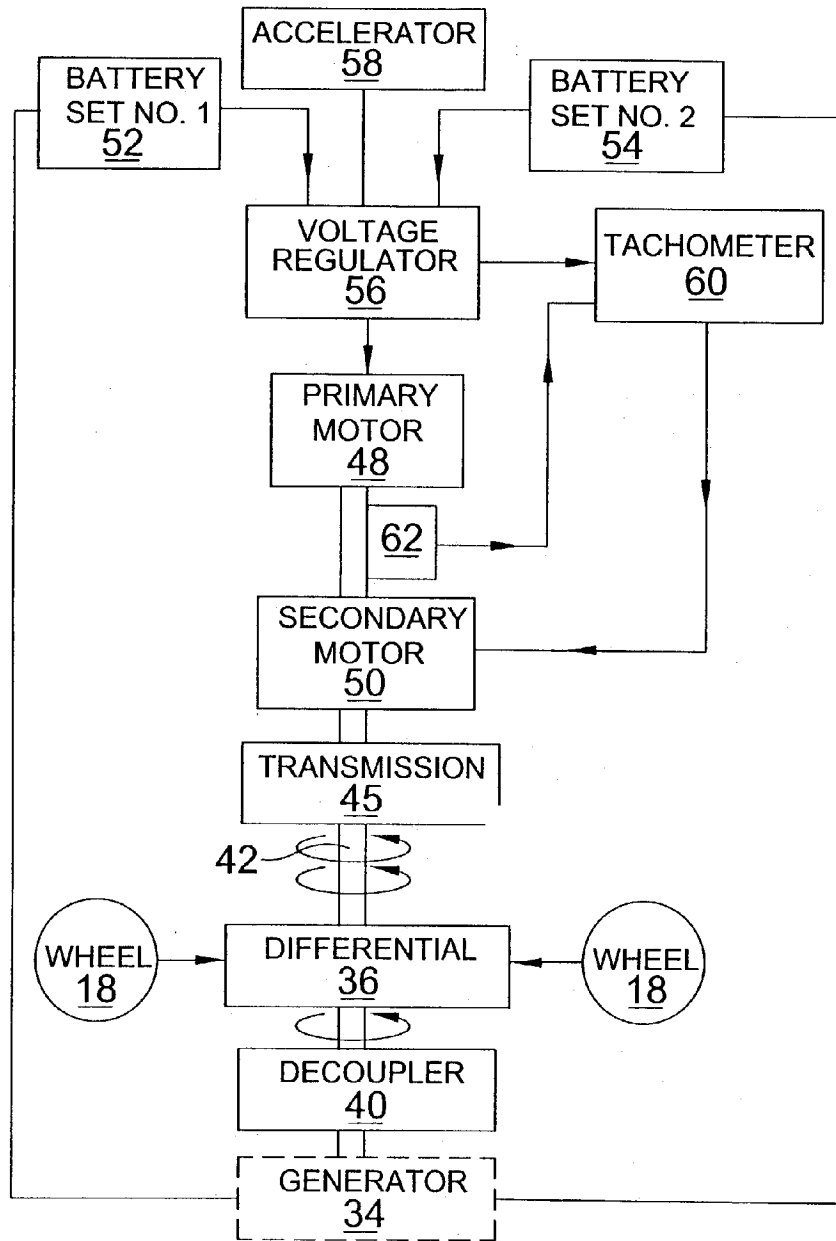 ACCELERATOR
58
BATTERY
SET NO. 1
52
BATTERY
SET NO. 2
54
VOLTAGE
REGULATOR
56
TACHOMETER
60
PRIMARY
MOTOR
48
62
SECONDARY
MOTOR
50
TRANSMISSION
45
42
WHEEL
18
DIFFERENTIAL
36
WHEEL
18
DECOUPLER
40
GENERATOR
34